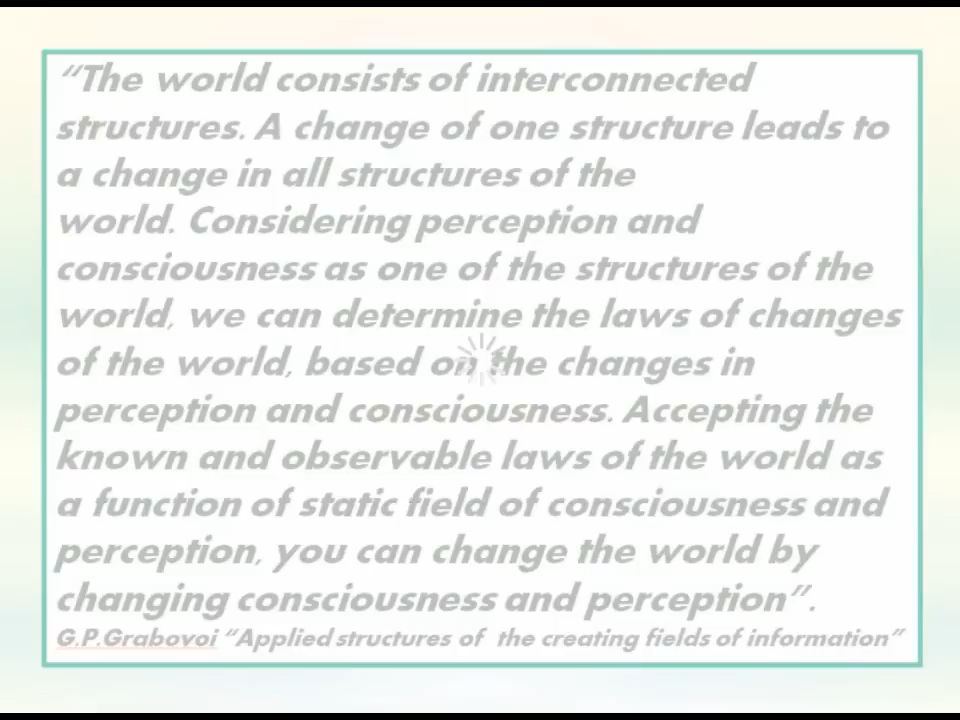 “The world consists of interconnected
structures. A change of one structure leads to
a change in all structures of the
world. Considering perception and
consciousness as one of the structures of the
world, we can determine the laws of changes
of the world, based on the changes in
perception and consciousness. Accepting the
known and observable laws of the world as
a function of static field of consciousness and
perception, you can change the world by
changing consciousness and perception”.
G.P.Grabovoi “Applied structures of the creating fields of information”